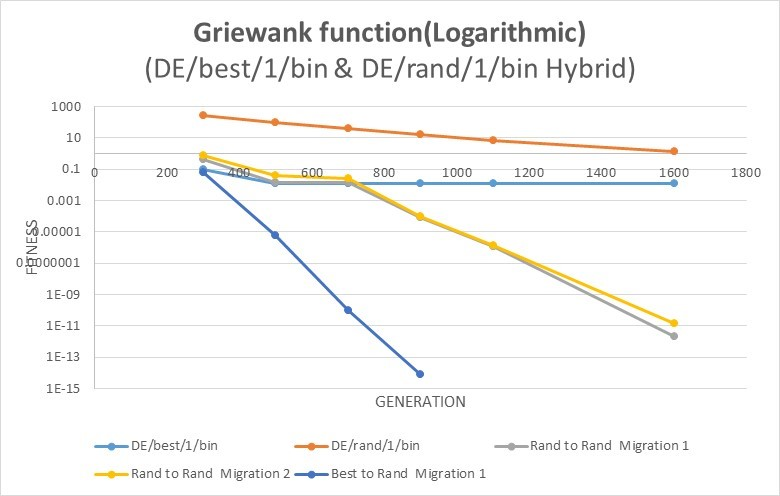 Griewank function(Logarithmic)
(DE/best/1/bin & DE/rand/1/bin Hybrid)
1000
10
0.1
0 200 400 600 800 1000 1200 1400 1600 1800
0.001
0.00001
FITNESS
0.0000001
1E-09
1E-11
1E-13
1E-15
GENERATION
DE/best/1/bin DE/rand/1/bin Rand to Rand Migration 1
Rand to Rand Migration 2 Best to Rand Migration 1